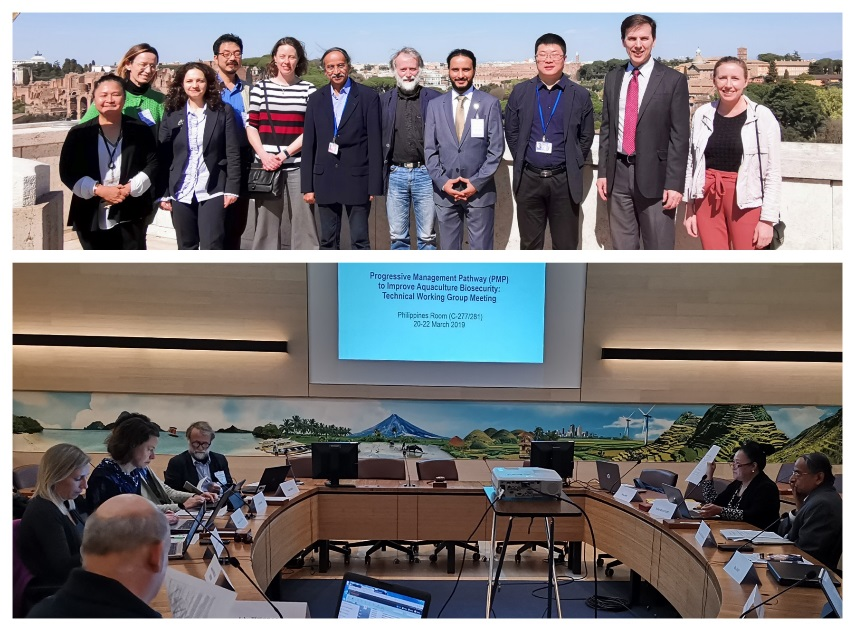 Progressive Management Pathway (PMP)
to Improve Aquaculture Biosecurity:
Technical Working Group Meeting
Philippines Room (C-277/281)
20-22 March 2019